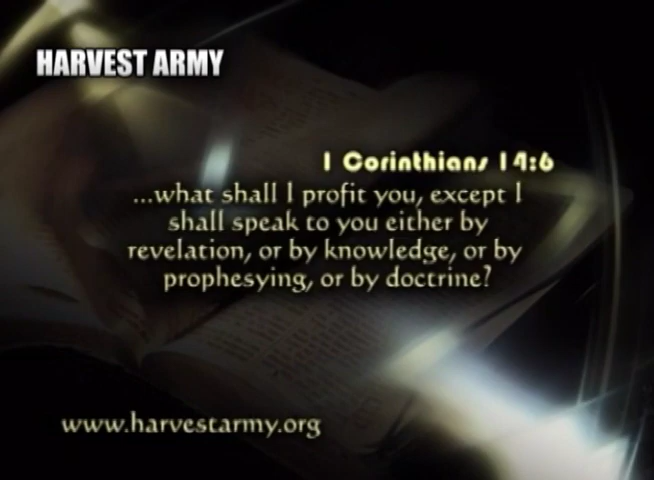 HARVEST ARMY
1 Corinthians 14:6
...what shall I profit you, except I
shall speak to you either by
revelation, or by knowledge, or by
prophesying, or by doctrine?
www.harvestarmy.org